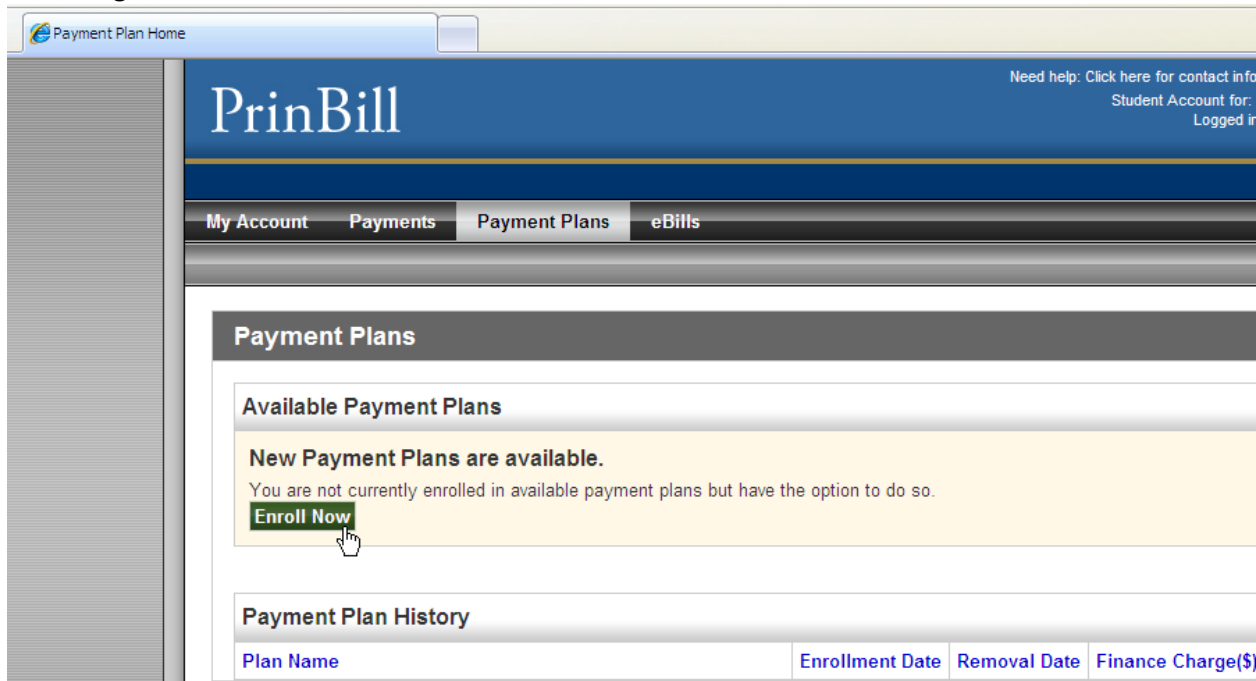 Payment Plan Home
Need help: Click here for contact info
PrinBill
Student Account for:
Logged in
My Account Payments Payment Plans eBills
Payment Plans
Available Payment Plans
New Payment Plans are available.
You are not currently enrolled in available payment plans but have the option to do so.
Enroll Now
Payment Plan History
Plan Name Enrollment Date Removal Date Finance Charge($)